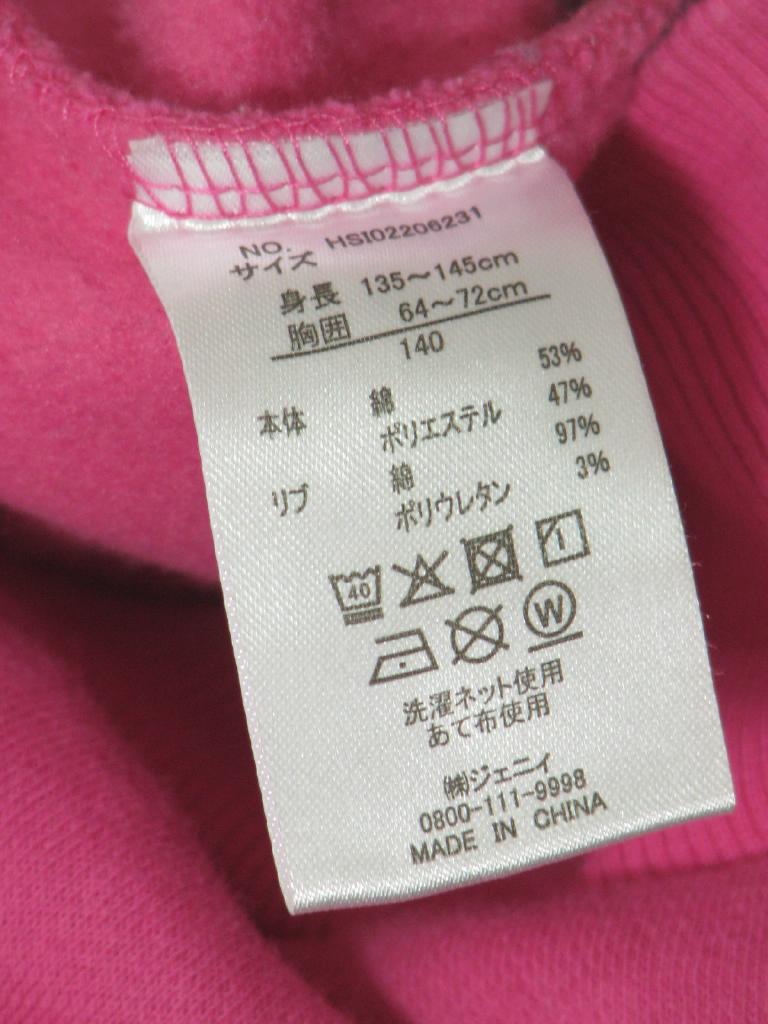 NO. HSI02206231
サイズ
身長 135～145cm
胸囲 64～72cm
140
本体 綿 53%
ポリエステル 47%
リブ 綿 97%
ポリウレタン 3%
40
W
洗濯ネット使用
あて布使用
㈱ジェニイ
0800-111-9998
MADE IN CHINA